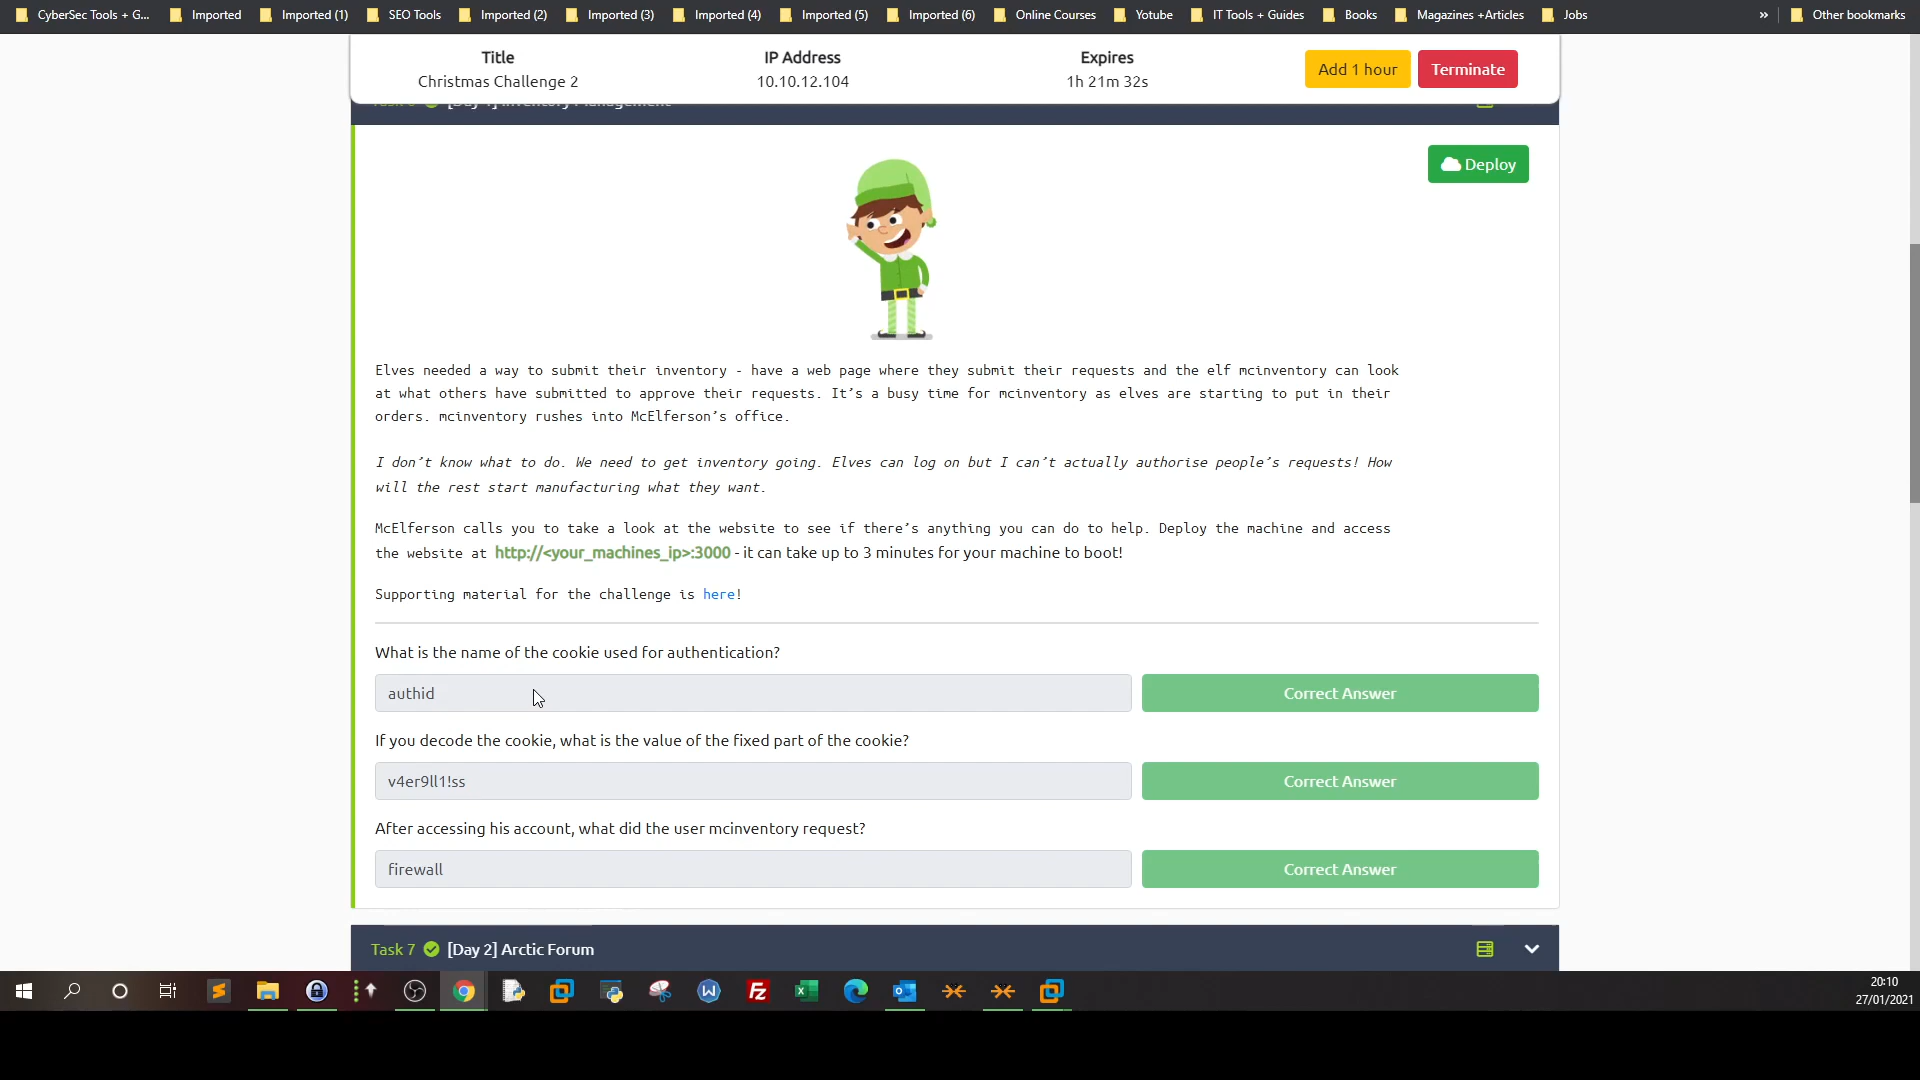 CyberSec Tools + G... Imported Imported (1) SEO Tools Imported (2) Imported (3) Imported (4) Imported (5) Imported (6) Online Courses Yotube IT Tools + Guides Books Magazines +Articles Jobs » Other bookmarks
Title IP Address Expires
Christmas Challenge 2 10.10.12.104 1h 21m 32s Add 1 hour Terminate
Deploy
Elves needed a way to submit their inventory - have a web page where they submit their requests and the elf mcinventory can look
at what others have submitted to approve their requests. It's a busy time for mcinventory as elves are starting to put in their
orders. mcinventory rushes into McElferson's office.
I don't know what to do. We need to get inventory going. Elves can log on but I can't actually authorise people's requests! How
will the rest start manufacturing what they want.
McElferson calls you to take a look at the website to see if there's anything you can do to help. Deploy the machine and access
the website at http://<your_machines_ip>:3000 - it can take up to 3 minutes for your machine to boot!
Supporting material for the challenge is here!
What is the name of the cookie used for authentication?
authid Correct Answer
If you decode the cookie, what is the value of the fixed part of the cookie?
v4er9ll1!ss Correct Answer
After accessing his account, what did the user mcinventory request?
firewall Correct Answer
Task 7 [Day 2] Arctic Forum
20:10
27/01/2021